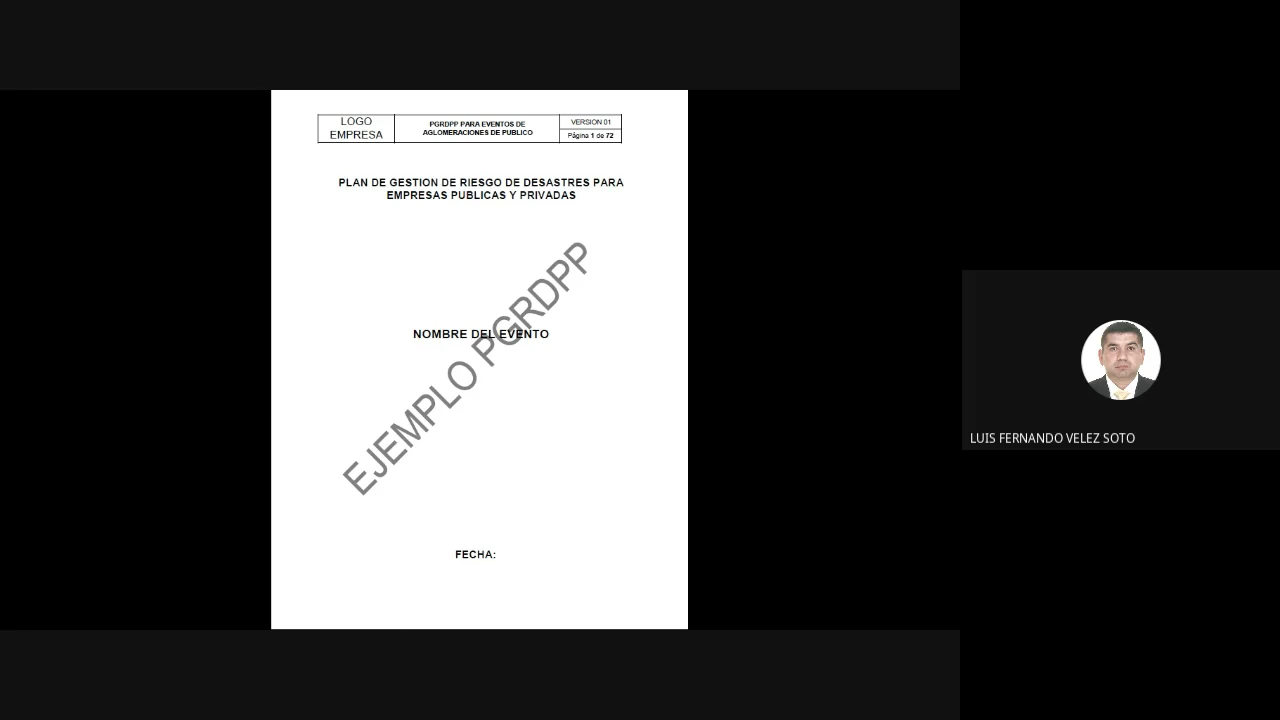 LOGO
EMPRESA
PGRDPP PARA EVENTOS DE
AGLOMERACIONES DE PUBLICO
VERSION 01
Página 1 de 72
PLAN DE GESTION DE RIESGO DE DESASTRES PARA
EMPRESAS PUBLICAS Y PRIVADAS
EJEMPLO PGRDPP
NOMBRE DEL EVENTO
FECHA:
LUIS FERNANDO VELEZ SOTO